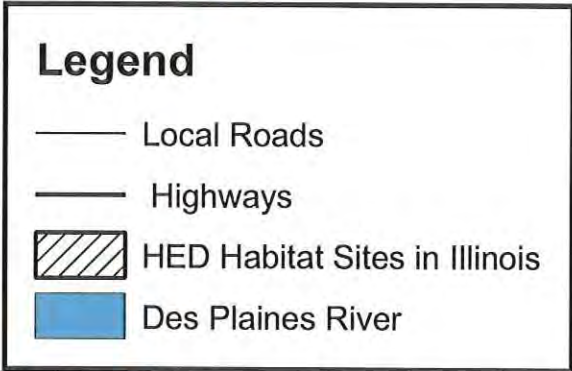 Legend
Local Roads
Highways
HED Habitat Sites in Illinois
Des Plaines River